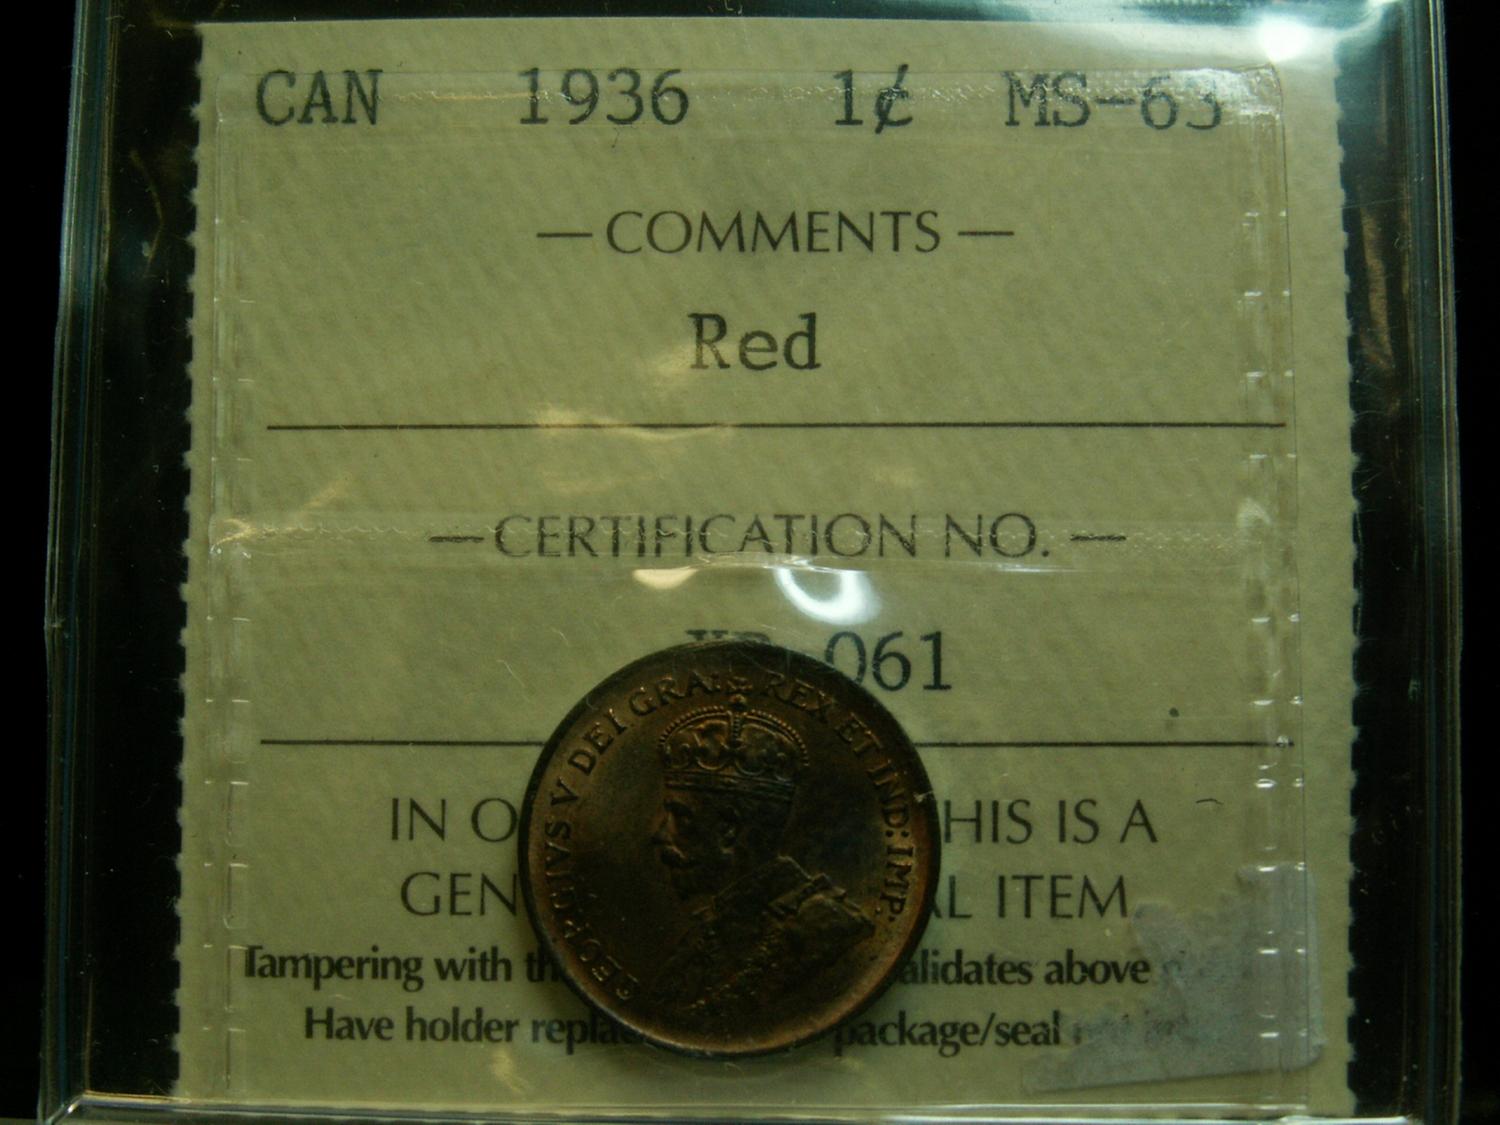 CAN 1936 1¢ MS-63
— COMMENTS —
Red
— CERTIFICATION NO. —
061
GEORGIVS V DEI GRA: REX ET IND: IMP:
IN O HIS IS A
GEN L ITEM
Tampering with th alidates above
Have holder repla package/seal